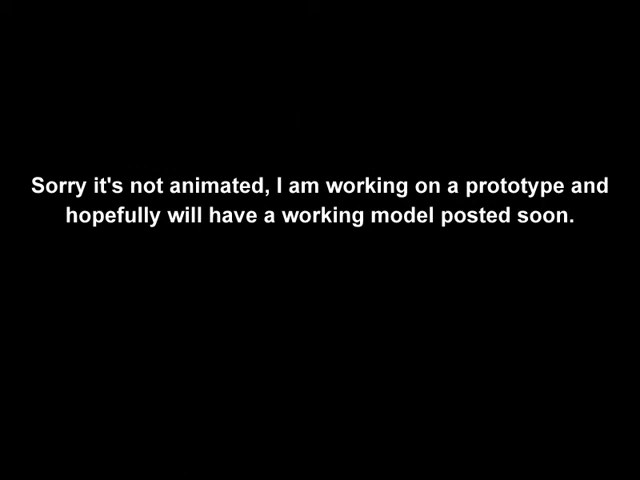 Sorry it's not animated, I am working on a prototype and
hopefully will have a working model posted soon.